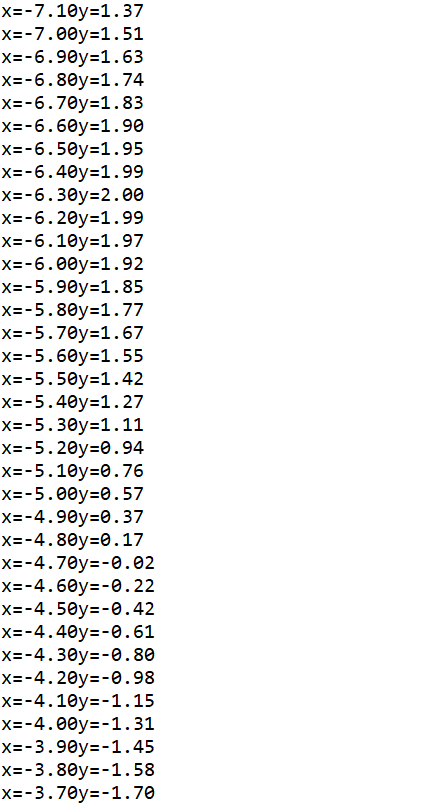 x=-7.10y=1.37
x=-7.00y=1.51
x=-6.90y=1.63
x=-6.80y=1.74
x=-6.70y=1.83
x=-6.60y=1.90
x=-6.50y=1.95
x=-6.40y=1.99
x=-6.30y=2.00
x=-6.20y=1.99
x=-6.10y=1.97
x=-6.00y=1.92
x=-5.90y=1.85
x=-5.80y=1.77
x=-5.70y=1.67
x=-5.60y=1.55
x=-5.50y=1.42
x=-5.40y=1.27
x=-5.30y=1.11
x=-5.20y=0.94
x=-5.10y=0.76
x=-5.00y=0.57
x=-4.90y=0.37
x=-4.80y=0.17
x=-4.70y=-0.02
x=-4.60y=-0.22
x=-4.50y=-0.42
x=-4.40y=-0.61
x=-4.30y=-0.80
x=-4.20y=-0.98
x=-4.10y=-1.15
x=-4.00y=-1.31
x=-3.90y=-1.45
x=-3.80y=-1.58
x=-3.70y=-1.70